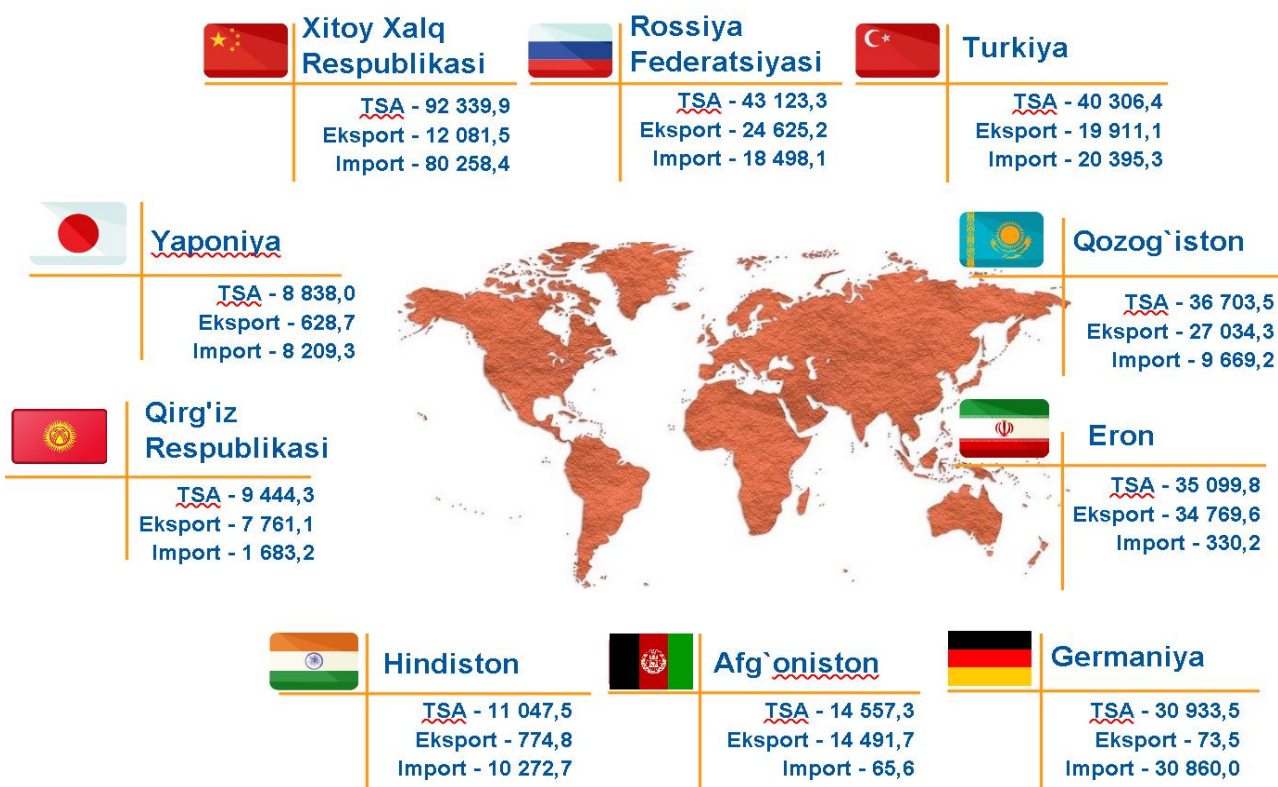 Xitoy Xalq
Respublikasi
TSA - 92 339,9
Eksport - 12 081,5
Import - 80 258,4
Rossiya
Federatsiyasi
TSA - 43 123,3
Eksport - 24 625,2
Import - 18 498,1
Turkiya
TSA - 40 306,4
Eksport - 19 911,1
Import - 20 395,3
Yaponiya
TSA - 8 838,0
Eksport - 628,7
Import - 8 209,3
Qozog`iston
TSA - 36 703,5
Eksport - 27 034,3
Import - 9 669,2
Qirg'iz
Respublikasi
TSA - 9 444,3
Eksport - 7 761,1
Import - 1 683,2
Eron
TSA - 35 099,8
Eksport - 34 769,6
Import - 330,2
Hindiston
TSA - 11 047,5
Eksport - 774,8
Import - 10 272,7
Afg`oniston
TSA - 14 557,3
Eksport - 14 491,7
Import - 65,6
Germaniya
TSA - 30 933,5
Eksport - 73,5
Import - 30 860,0